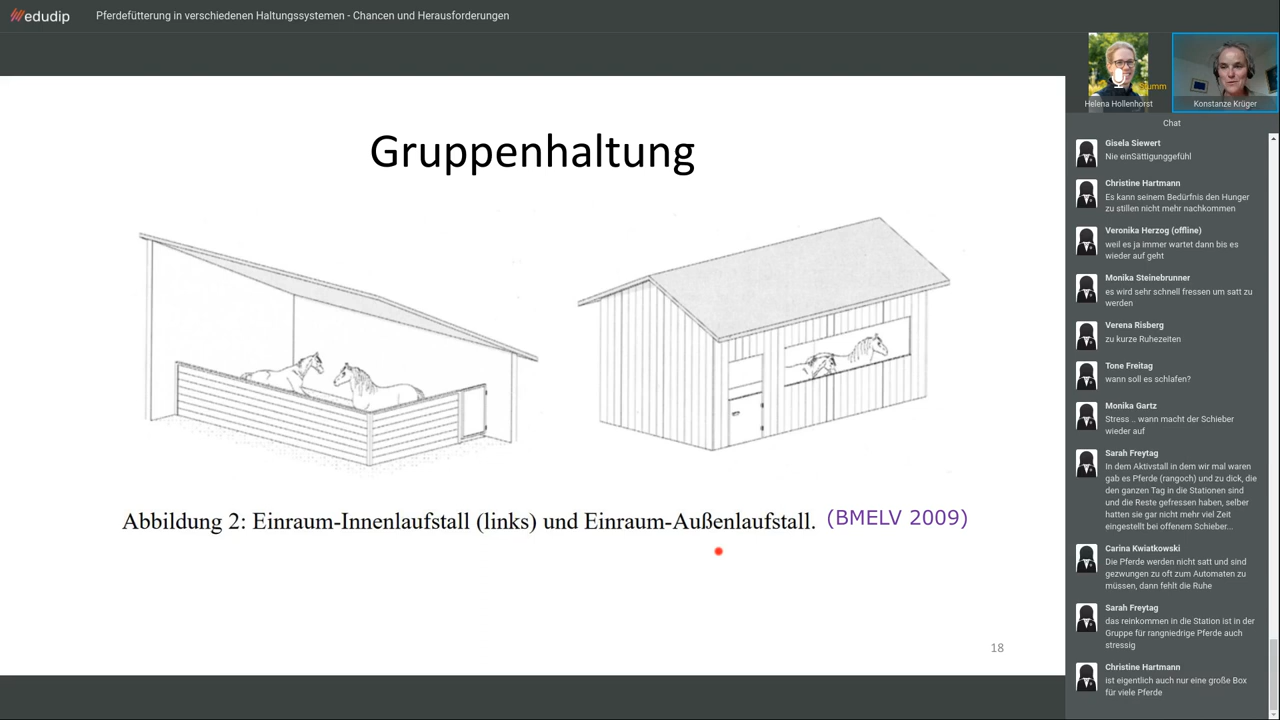 edudip
Pferdefütterung in verschiedenen Haltungssystemen - Chancen und Herausforderungen
Gruppenhaltung
Abbildung 2: Einraum-Innenlaufstall (links) und Einraum-Außenlaufstall. (BMELV 2009)
18
Helena Hollenhorst
Konstanze Krüger
Chat
Gisela Siewert
Nie einSättigunggefühl
Christine Hartmann
Es kann seinem Bedürfnis den Hunger
zu stillen nicht mehr nachkommen
Veronika Herzog (offline)
weil es ja immer wartet dann bis es
wieder auf geht
Monika Steinebrunner
es wird sehr schnell fressen um satt zu
werden
Verena Risberg
zu kurze Ruhezeiten
Tone Freitag
wann soll es schlafen?
Monika Gartz
Stress .. wann macht der Schieber
wieder auf
Sarah Freytag
In dem Aktivstall in dem wir mal waren
gab es Pferde (rangoch) und zu dick, die
den ganzen Tag in die Stationen sind
und die Reste gefressen haben, selber
hatten sie gar nicht mehr viel Zeit
eingestellt bei offenem Schieber...
Carina Kwiatkowski
Die Pferde werden nicht satt und sind
gezwungen zu oft zum Automaten zu
müssen, dann fehlt die Ruhe
Sarah Freytag
das reinkommen in die Station ist in der
Gruppe für rangniedrige Pferde auch
stressig
Christine Hartmann
ist eigentlich auch nur eine große Box
für viele Pferde